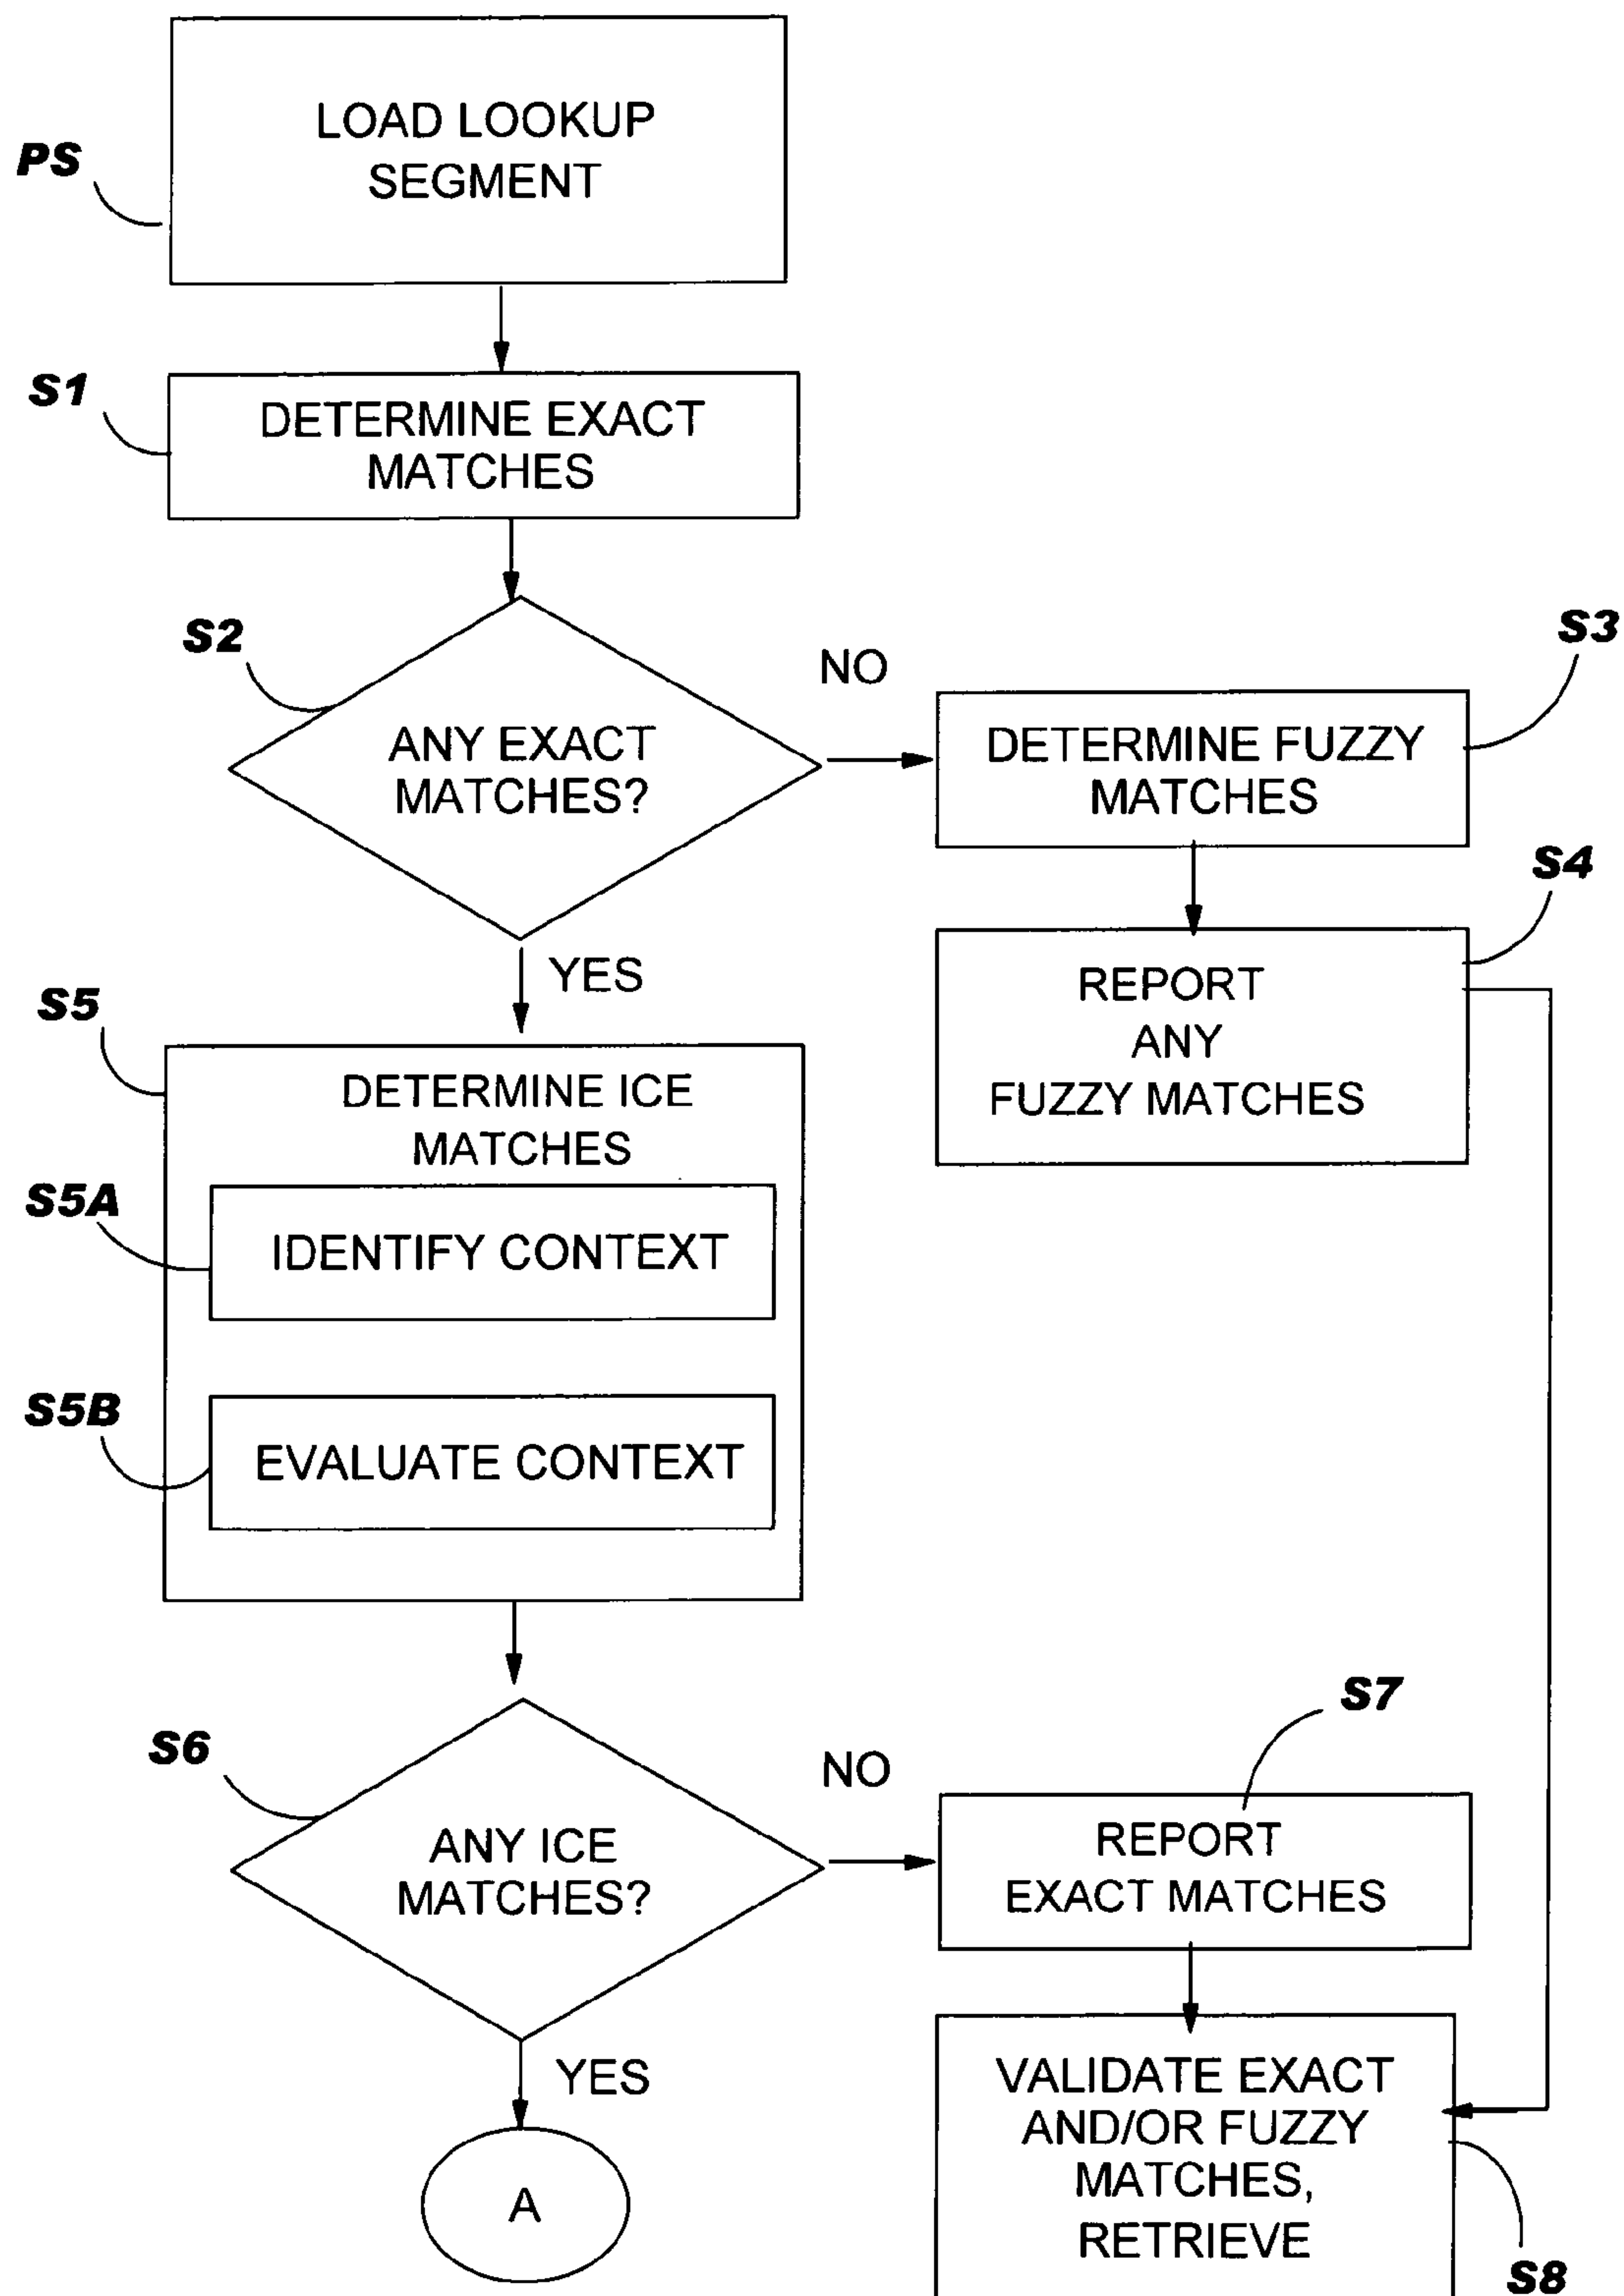 LOAD LOOKUP
SEGMENT
PS
S1
DETERMINE EXACT
MATCHES
S2
ANY EXACT
MATCHES?
NO
S3
DETERMINE FUZZY
MATCHES
S4
REPORT
ANY
FUZZY MATCHES
YES
S5
DETERMINE ICE
MATCHES
S5A
IDENTIFY CONTEXT
S5B
EVALUATE CONTEXT
S6
ANY ICE
MATCHES?
NO
S7
REPORT
EXACT MATCHES
YES
A
VALIDATE EXACT
AND/OR FUZZY
MATCHES,
RETRIEVE
S8